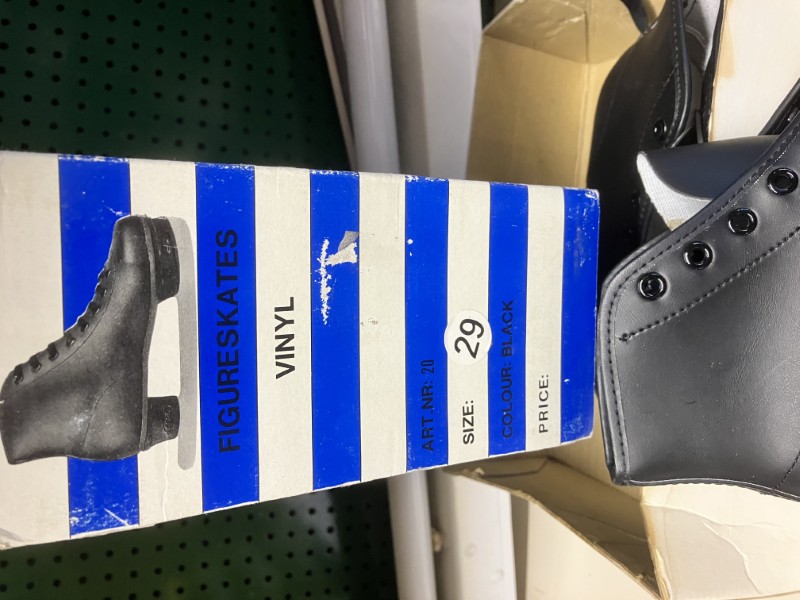 FIGURESKATES
VINYL
ART.NR: 20
SIZE: 29
COLOUR: BLACK
PRICE: